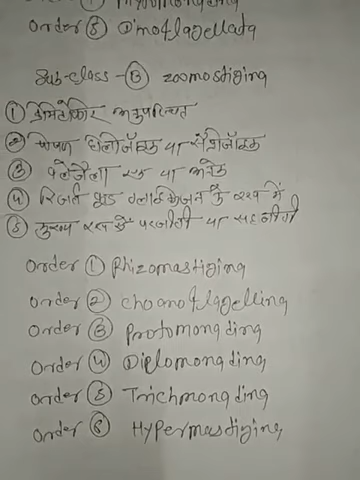 Order ⑧ Dinoflagellata
Sub-class - Ⓑ zoomastigina
① क्रोमेटोफोर अनुपस्थित
② पोषण होलोजॉइक या सैप्रोजॉइक
③ फ्लैजैला एक या अनेक
④ रिजर्व फूड ग्लाइकोजन के रूप में
⑤ मुख्य रूप से परजीवी या सहजीवी
Order ① Rhizomastigina
Order ② choanoflagellina
Order ③ Protomonadina
Order ④ Diplomonadina
Order ⑤ Trichmonadina
Order ⑥ Hypermastigina